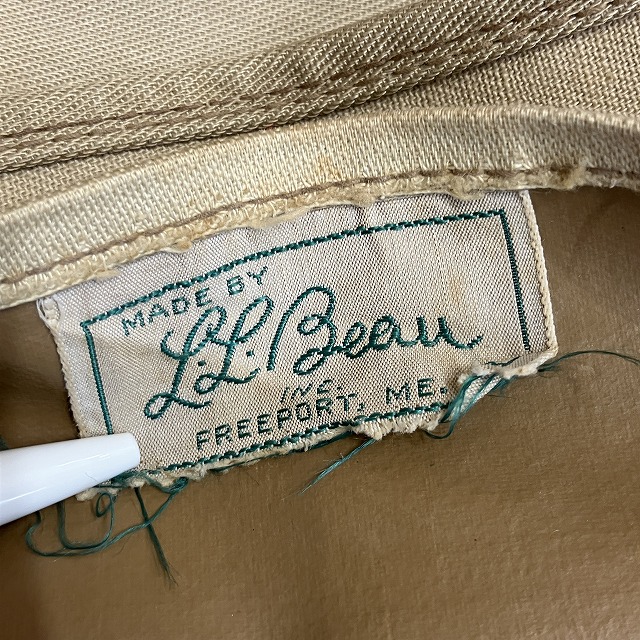 MADE BY
L.L. Bean
INC.
FREEPORT, ME.